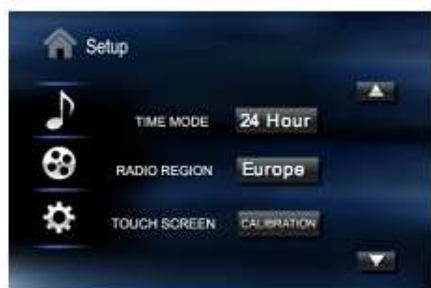 Setup
TIME MODE 24 Hour
RADIO REGION Europe
TOUCH SCREEN CALIBRATION